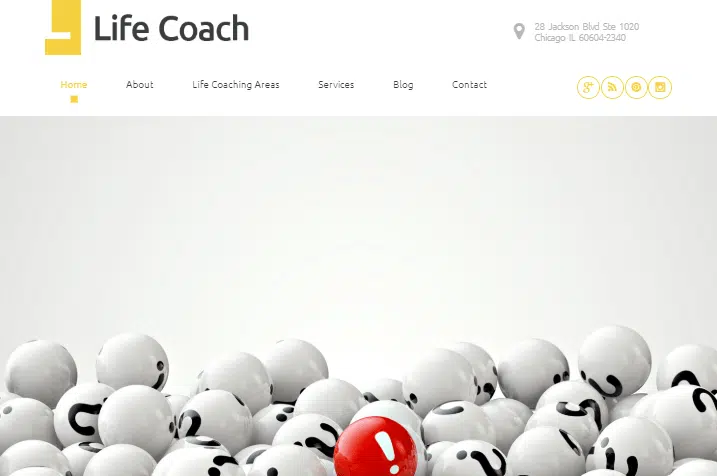 Life Coach
28 Jackson Blvd Ste 1020
Chicago IL 60604-2340
Home About Life Coaching Areas Services Blog Contact